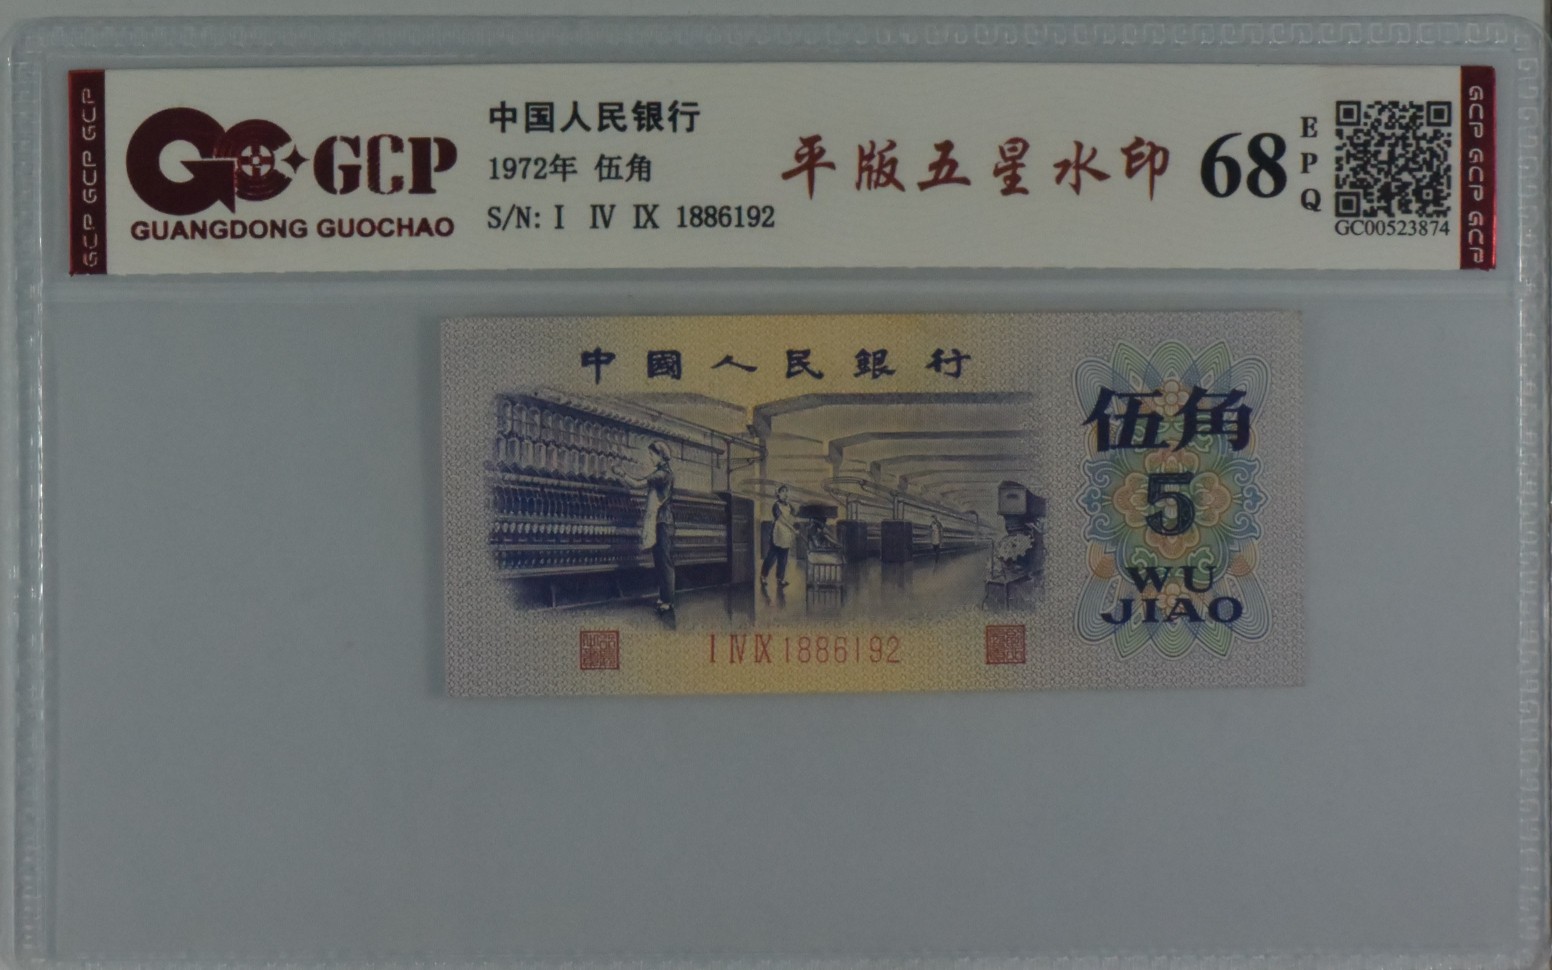 GCP GCP GCP
GCP
GUANGDONG GUOCHAO
中国人民银行
1972年 伍角
S/N: I IV IX 1886192
平版五星水印
68
EPQ
GC00523874
GCP GCP GCP
中國人民銀行
伍角
5
WU
JIAO
I IV IX 1886192